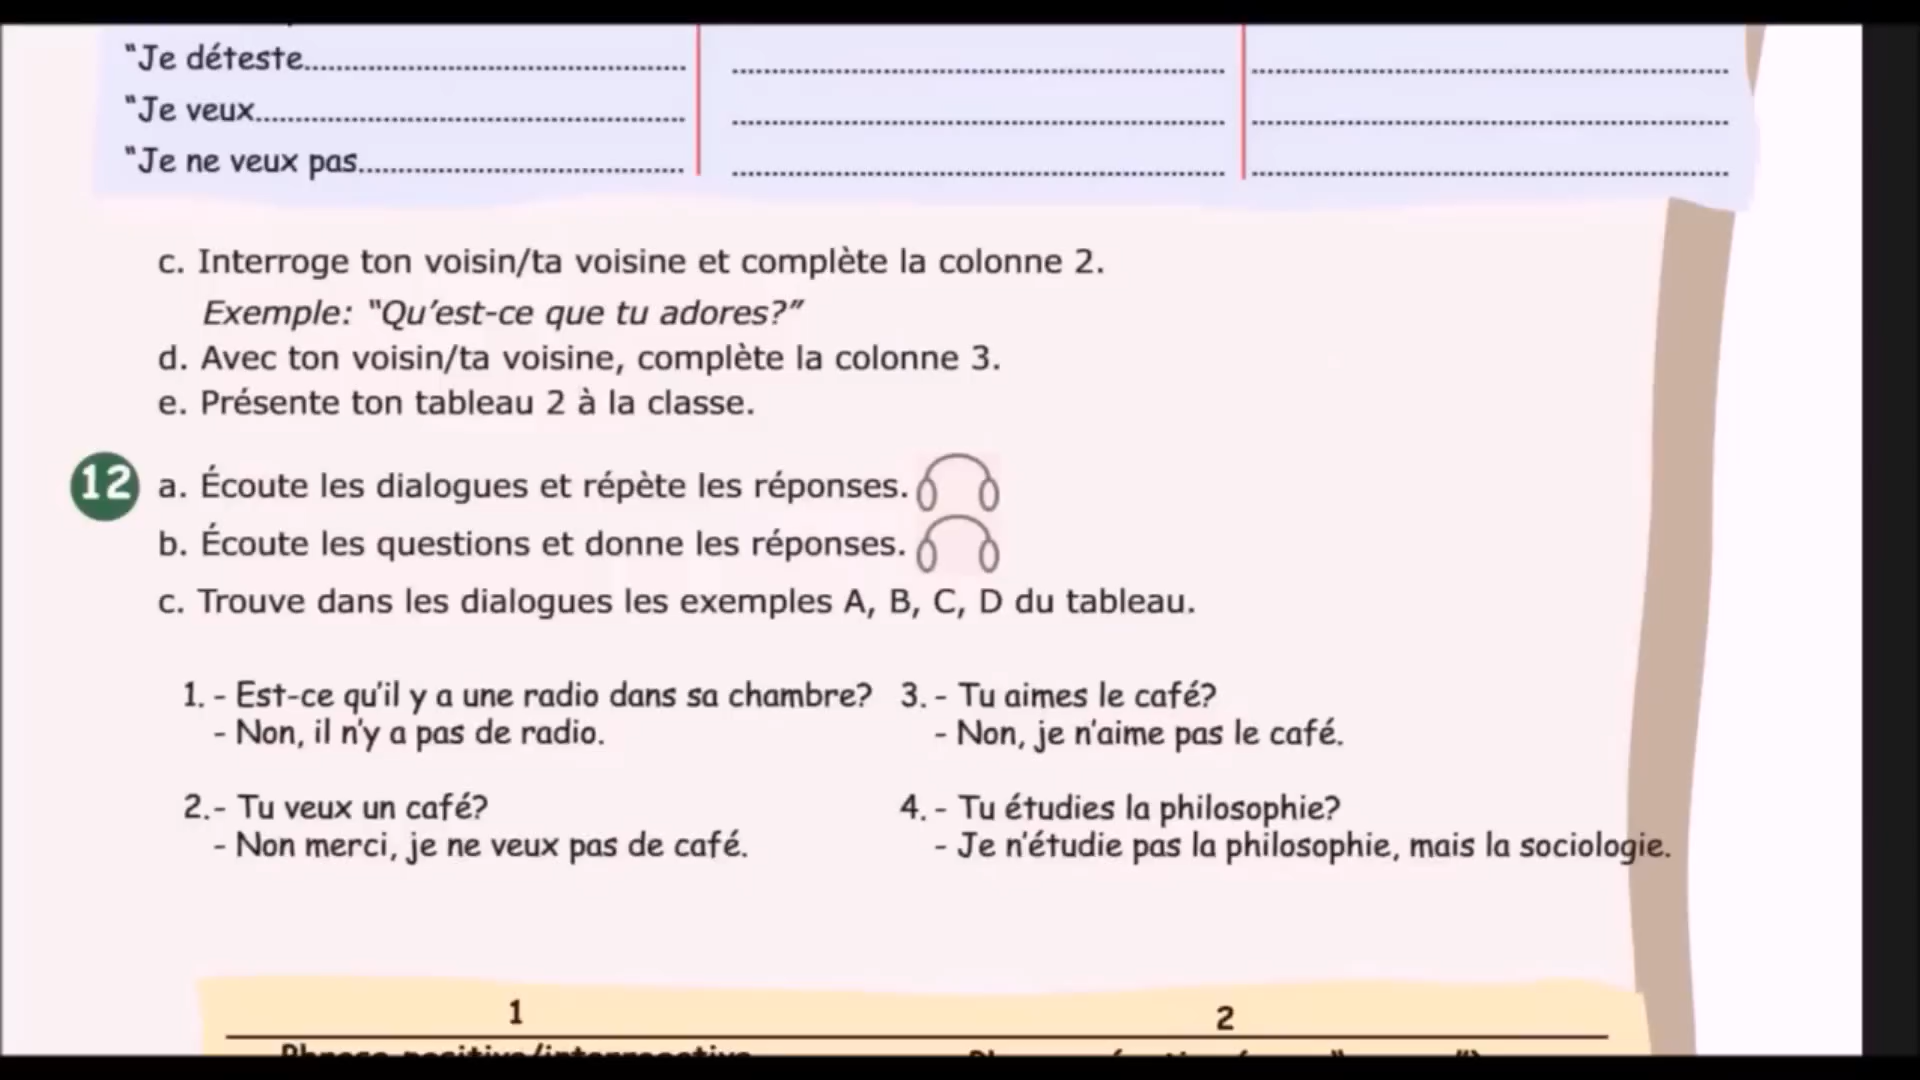 “Je déteste............................................... ............................................................ ............................................................
“Je veux..................................................... ............................................................ ............................................................
“Je ne veux pas........................................ ............................................................ ............................................................
c. Interroge ton voisin/ta voisine et complète la colonne 2.
Exemple: “Qu’est-ce que tu adores?”
d. Avec ton voisin/ta voisine, complète la colonne 3.
e. Présente ton tableau 2 à la classe.
12 a. Écoute les dialogues et répète les réponses.
b. Écoute les questions et donne les réponses.
c. Trouve dans les dialogues les exemples A, B, C, D du tableau.
1. - Est-ce qu’il y a une radio dans sa chambre?
- Non, il n’y a pas de radio.
2.- Tu veux un café?
- Non merci, je ne veux pas de café.
3. - Tu aimes le café?
- Non, je n’aime pas le café.
4. - Tu étudies la philosophie?
- Je n’étudie pas la philosophie, mais la sociologie.
1 2
Phrase positive/interrogative